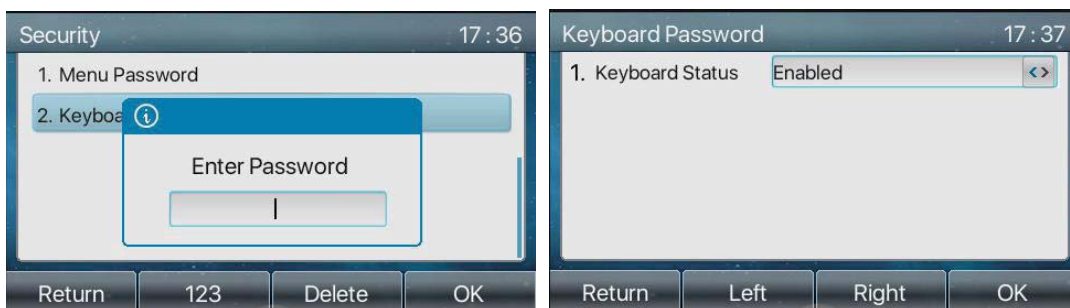 Security 17:36
1. Menu Password
2. Keyboa
Enter Password
Return 123 Delete OK
Keyboard Password 17:37
1. Keyboard Status Enabled <>
Return Left Right OK